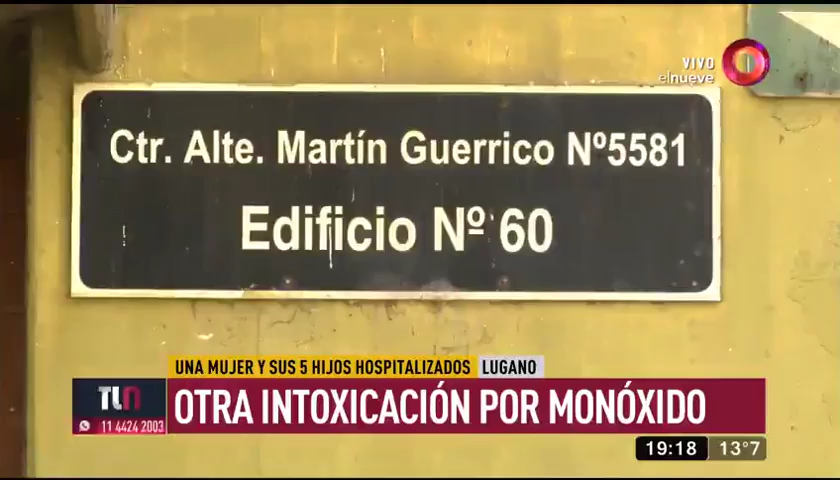 VIVO
elnueve
Ctr. Alte. Martín Guerrico Nº5581
Edificio Nº 60
UNA MUJER Y SUS 5 HIJOS HOSPITALIZADOS LUGANO
TLN
OTRA INTOXICACIÓN POR MONÓXIDO
11 4424 2003
19:18 13°7